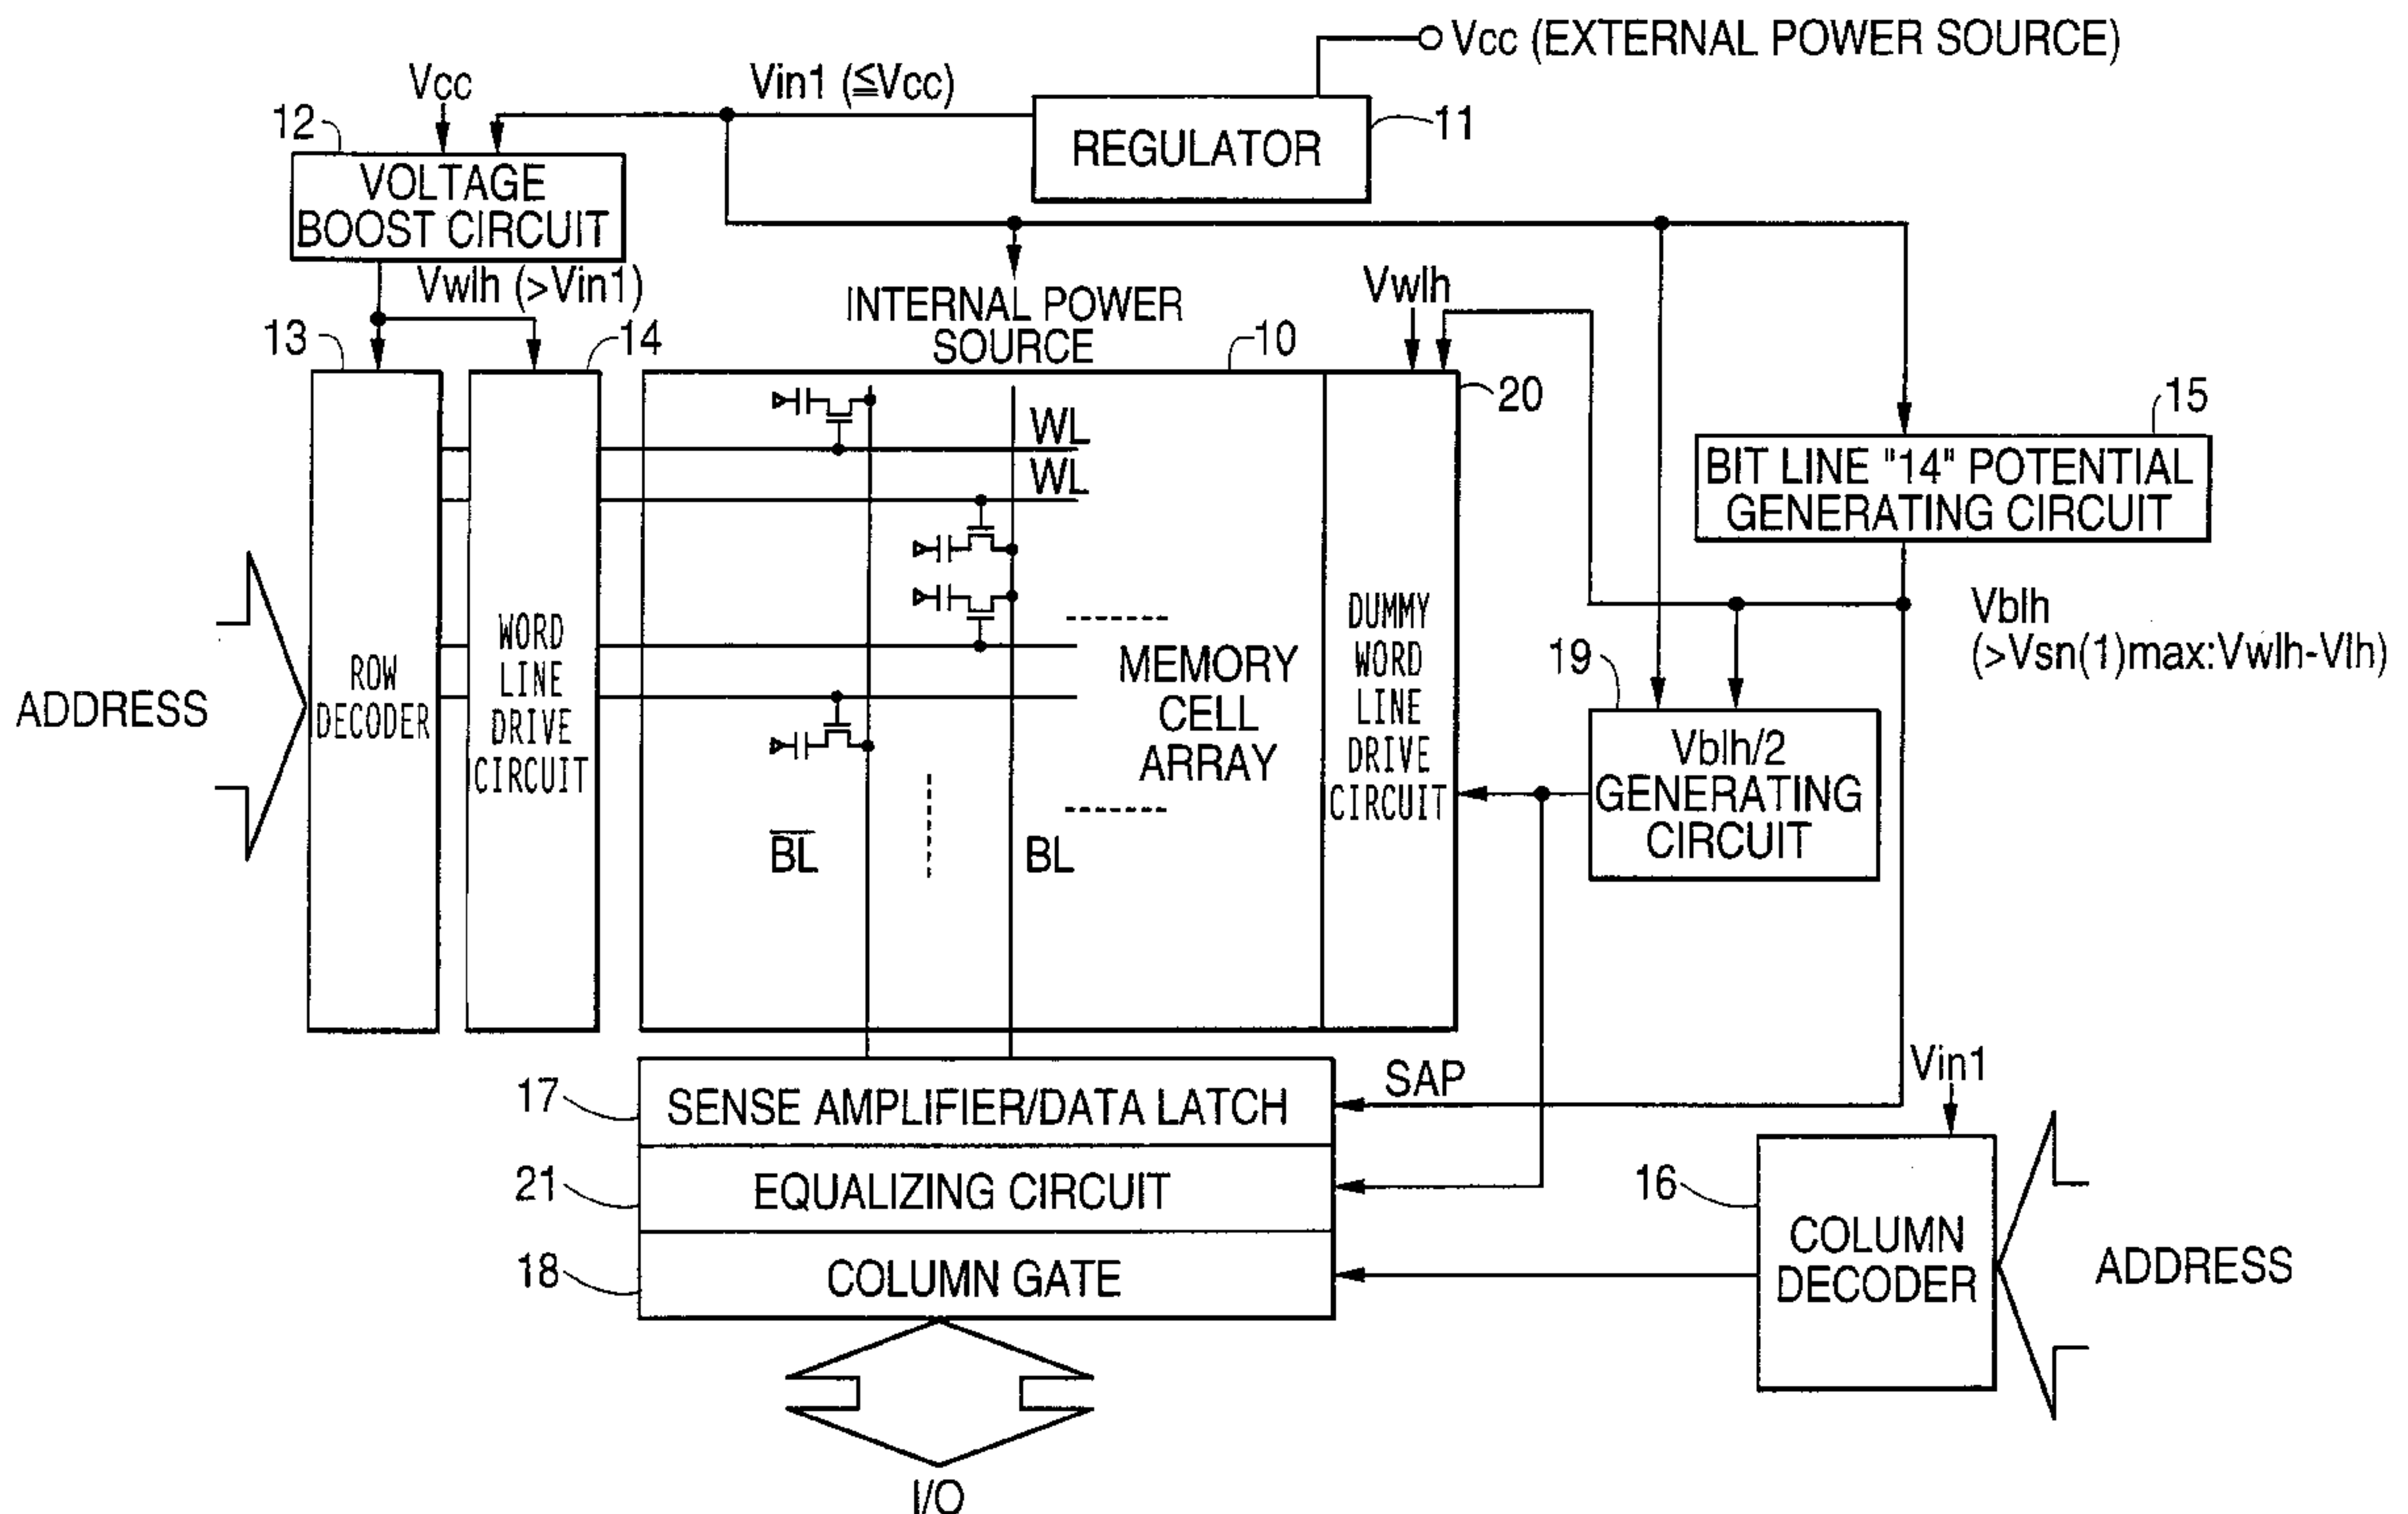 Vcc (EXTERNAL POWER SOURCE)
Vcc
Vin1 (≦Vcc)
12
REGULATOR
11
VOLTAGE
BOOST CIRCUIT
Vwlh (>Vin1)
INTERNAL POWER
SOURCE
Vwlh
13
14
10
20
15
WL
WL
BIT LINE "14" POTENTIAL
GENERATING CIRCUIT
Vblh
(>Vsn(1)max:Vwlh-Vlh)
ADDRESS
ROW
DECODER
WORD
LINE
DRIVE
CIRCUIT
MEMORY
CELL
ARRAY
DUMMY
WORD
LINE
DRIVE
CIRCUIT
19
Vblh/2
GENERATING
CIRCUIT
B̅L̅
BL
17
SENSE AMPLIFIER/DATA LATCH
SAP
Vin1
21
EQUALIZING CIRCUIT
16
18
COLUMN GATE
COLUMN
DECODER
ADDRESS
I/O